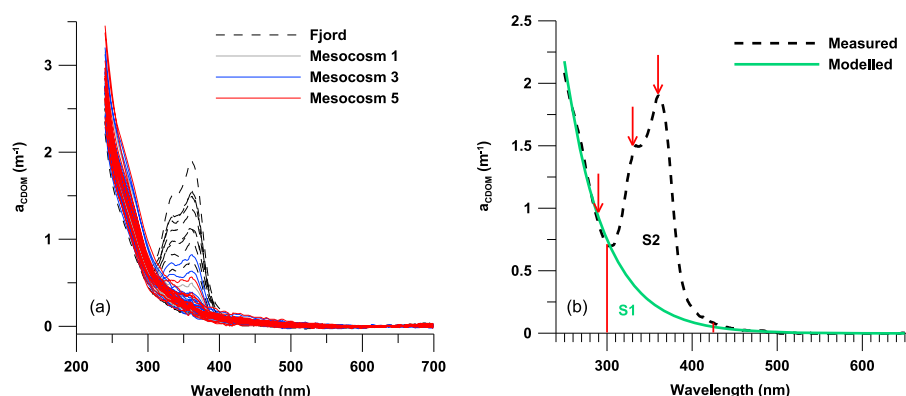 3
2
1
0
a_CDOM (m⁻¹)
200
300
400
500
600
700
Wavelength (nm)
(a)
Fjord
Mesocosm 1
Mesocosm 3
Mesocosm 5
2.5
2
1.5
1
0.5
0
a_CDOM (m⁻¹)
300
400
500
600
Wavelength (nm)
(b)
Measured
Modelled
S2
S1